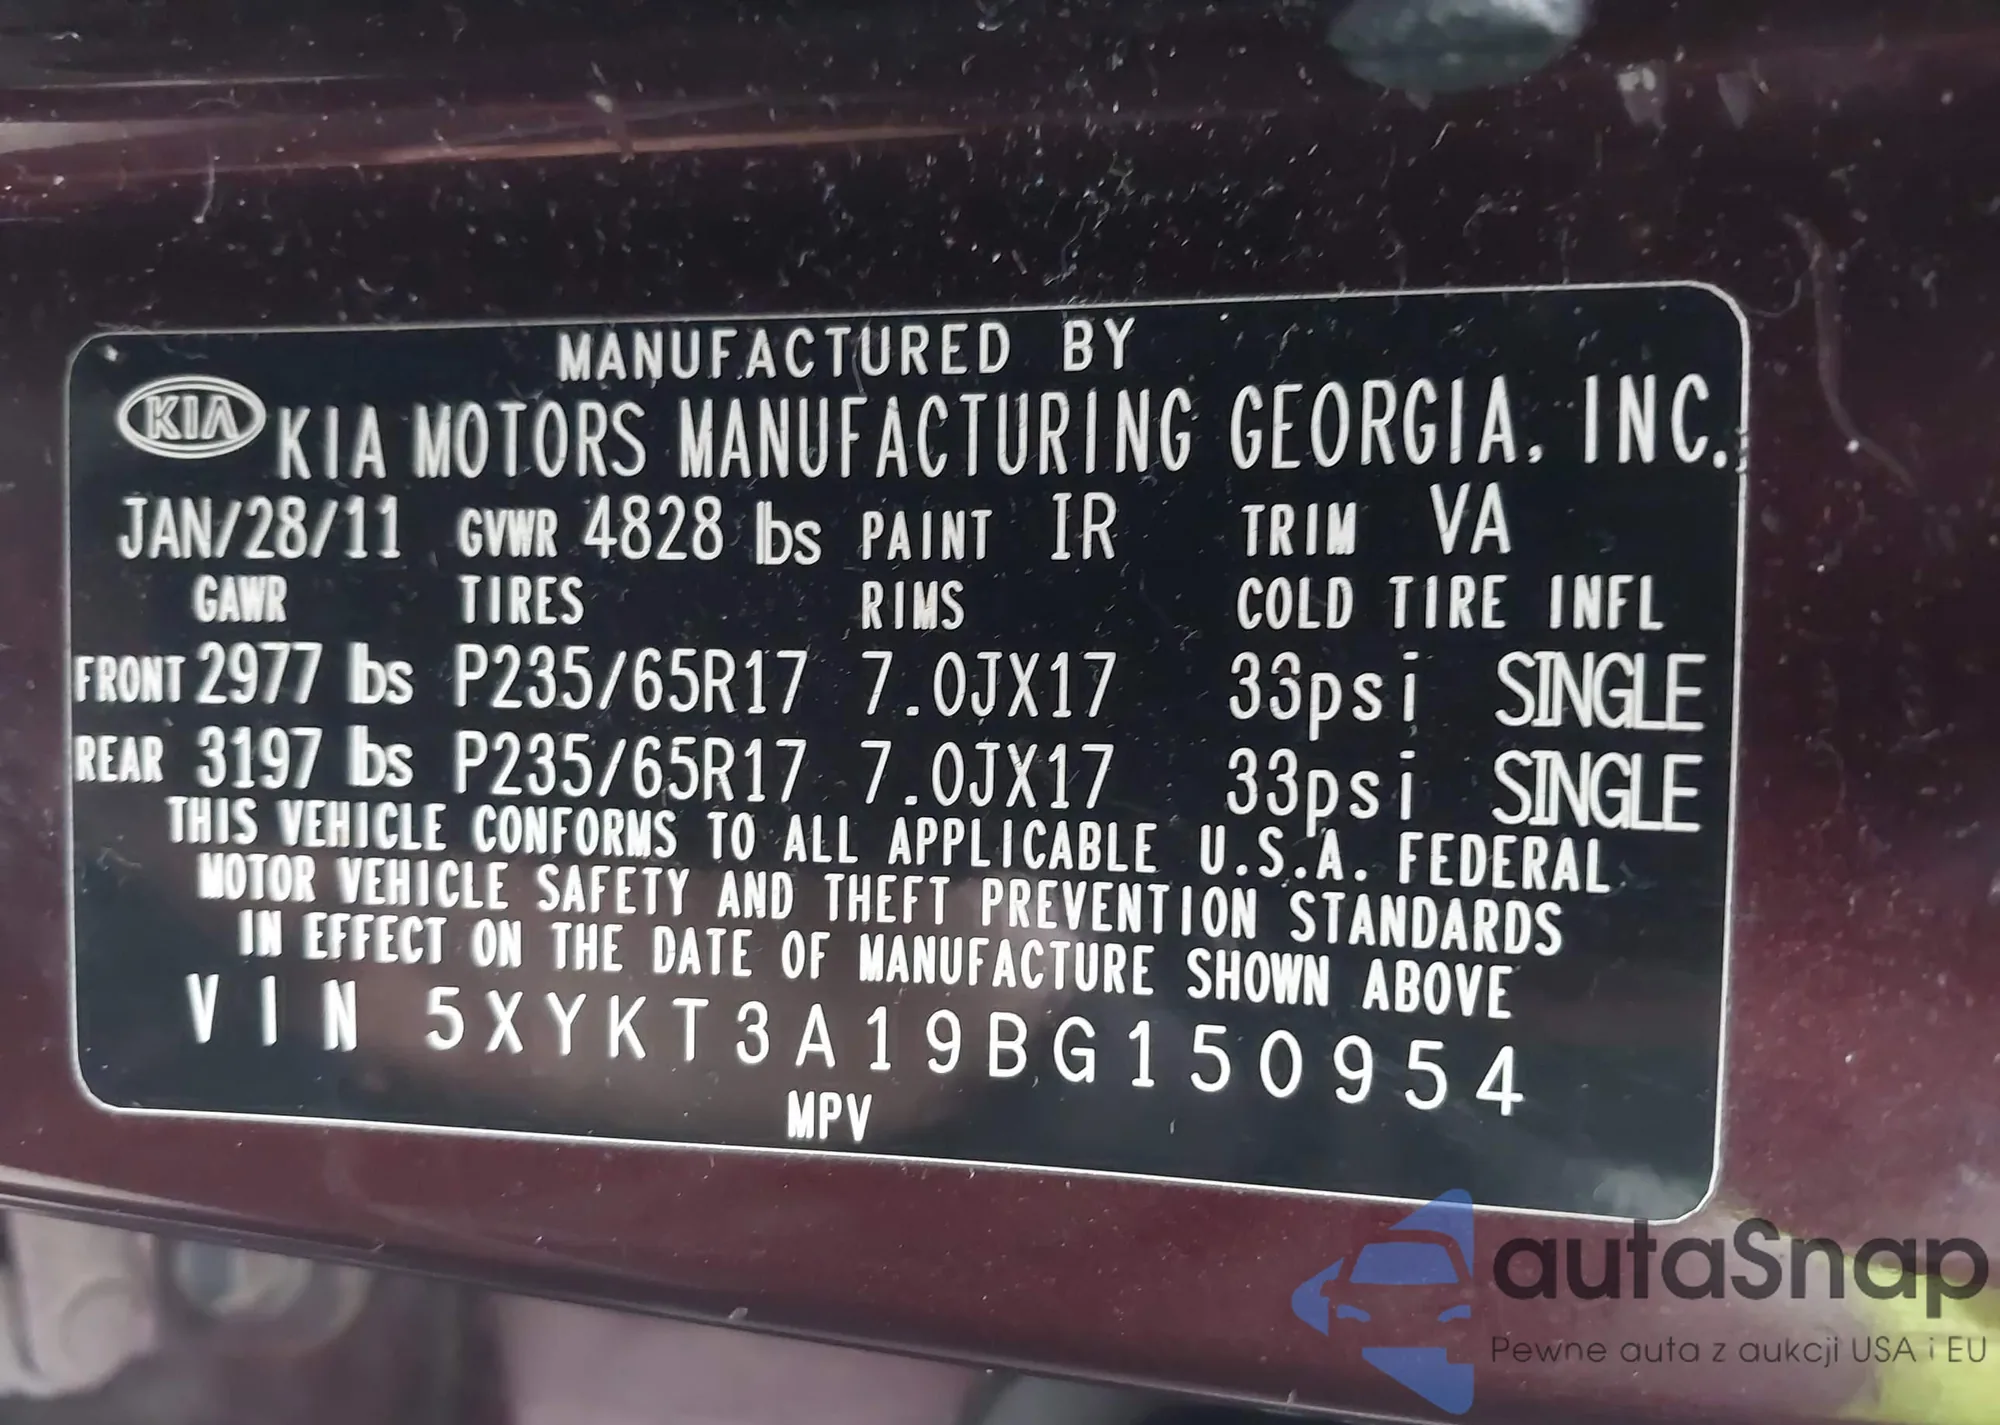 MANUFACTURED BY
KIA KIA MOTORS MANUFACTURING GEORGIA, INC.
JAN/28/11 GVWR 4828 lbs PAINT IR TRIM VA
GAWR TIRES RIMS COLD TIRE INFL
FRONT 2977 lbs P235/65R17 7.0JX17 33psi SINGLE
REAR 3197 lbs P235/65R17 7.0JX17 33psi SINGLE
THIS VEHICLE CONFORMS TO ALL APPLICABLE U.S.A. FEDERAL
MOTOR VEHICLE SAFETY AND THEFT PREVENTION STANDARDS
IN EFFECT ON THE DATE OF MANUFACTURE SHOWN ABOVE
VIN 5XYKT3A19BG150954
MPV
autaSnap
Pewne auta z aukcji USA i EU